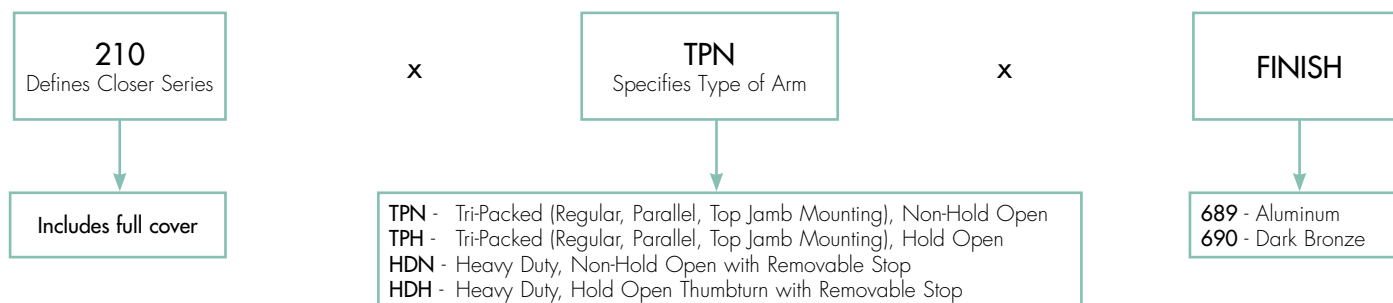 210
Defines Closer Series
x
TPN
Specifies Type of Arm
x
FINISH
Includes full cover
TPN - Tri-Packed (Regular, Parallel, Top Jamb Mounting), Non-Hold Open
TPH - Tri-Packed (Regular, Parallel, Top Jamb Mounting), Hold Open
HDN - Heavy Duty, Non-Hold Open with Removable Stop
HDH - Heavy Duty, Hold Open Thumbturn with Removable Stop
689 - Aluminum
690 - Dark Bronze